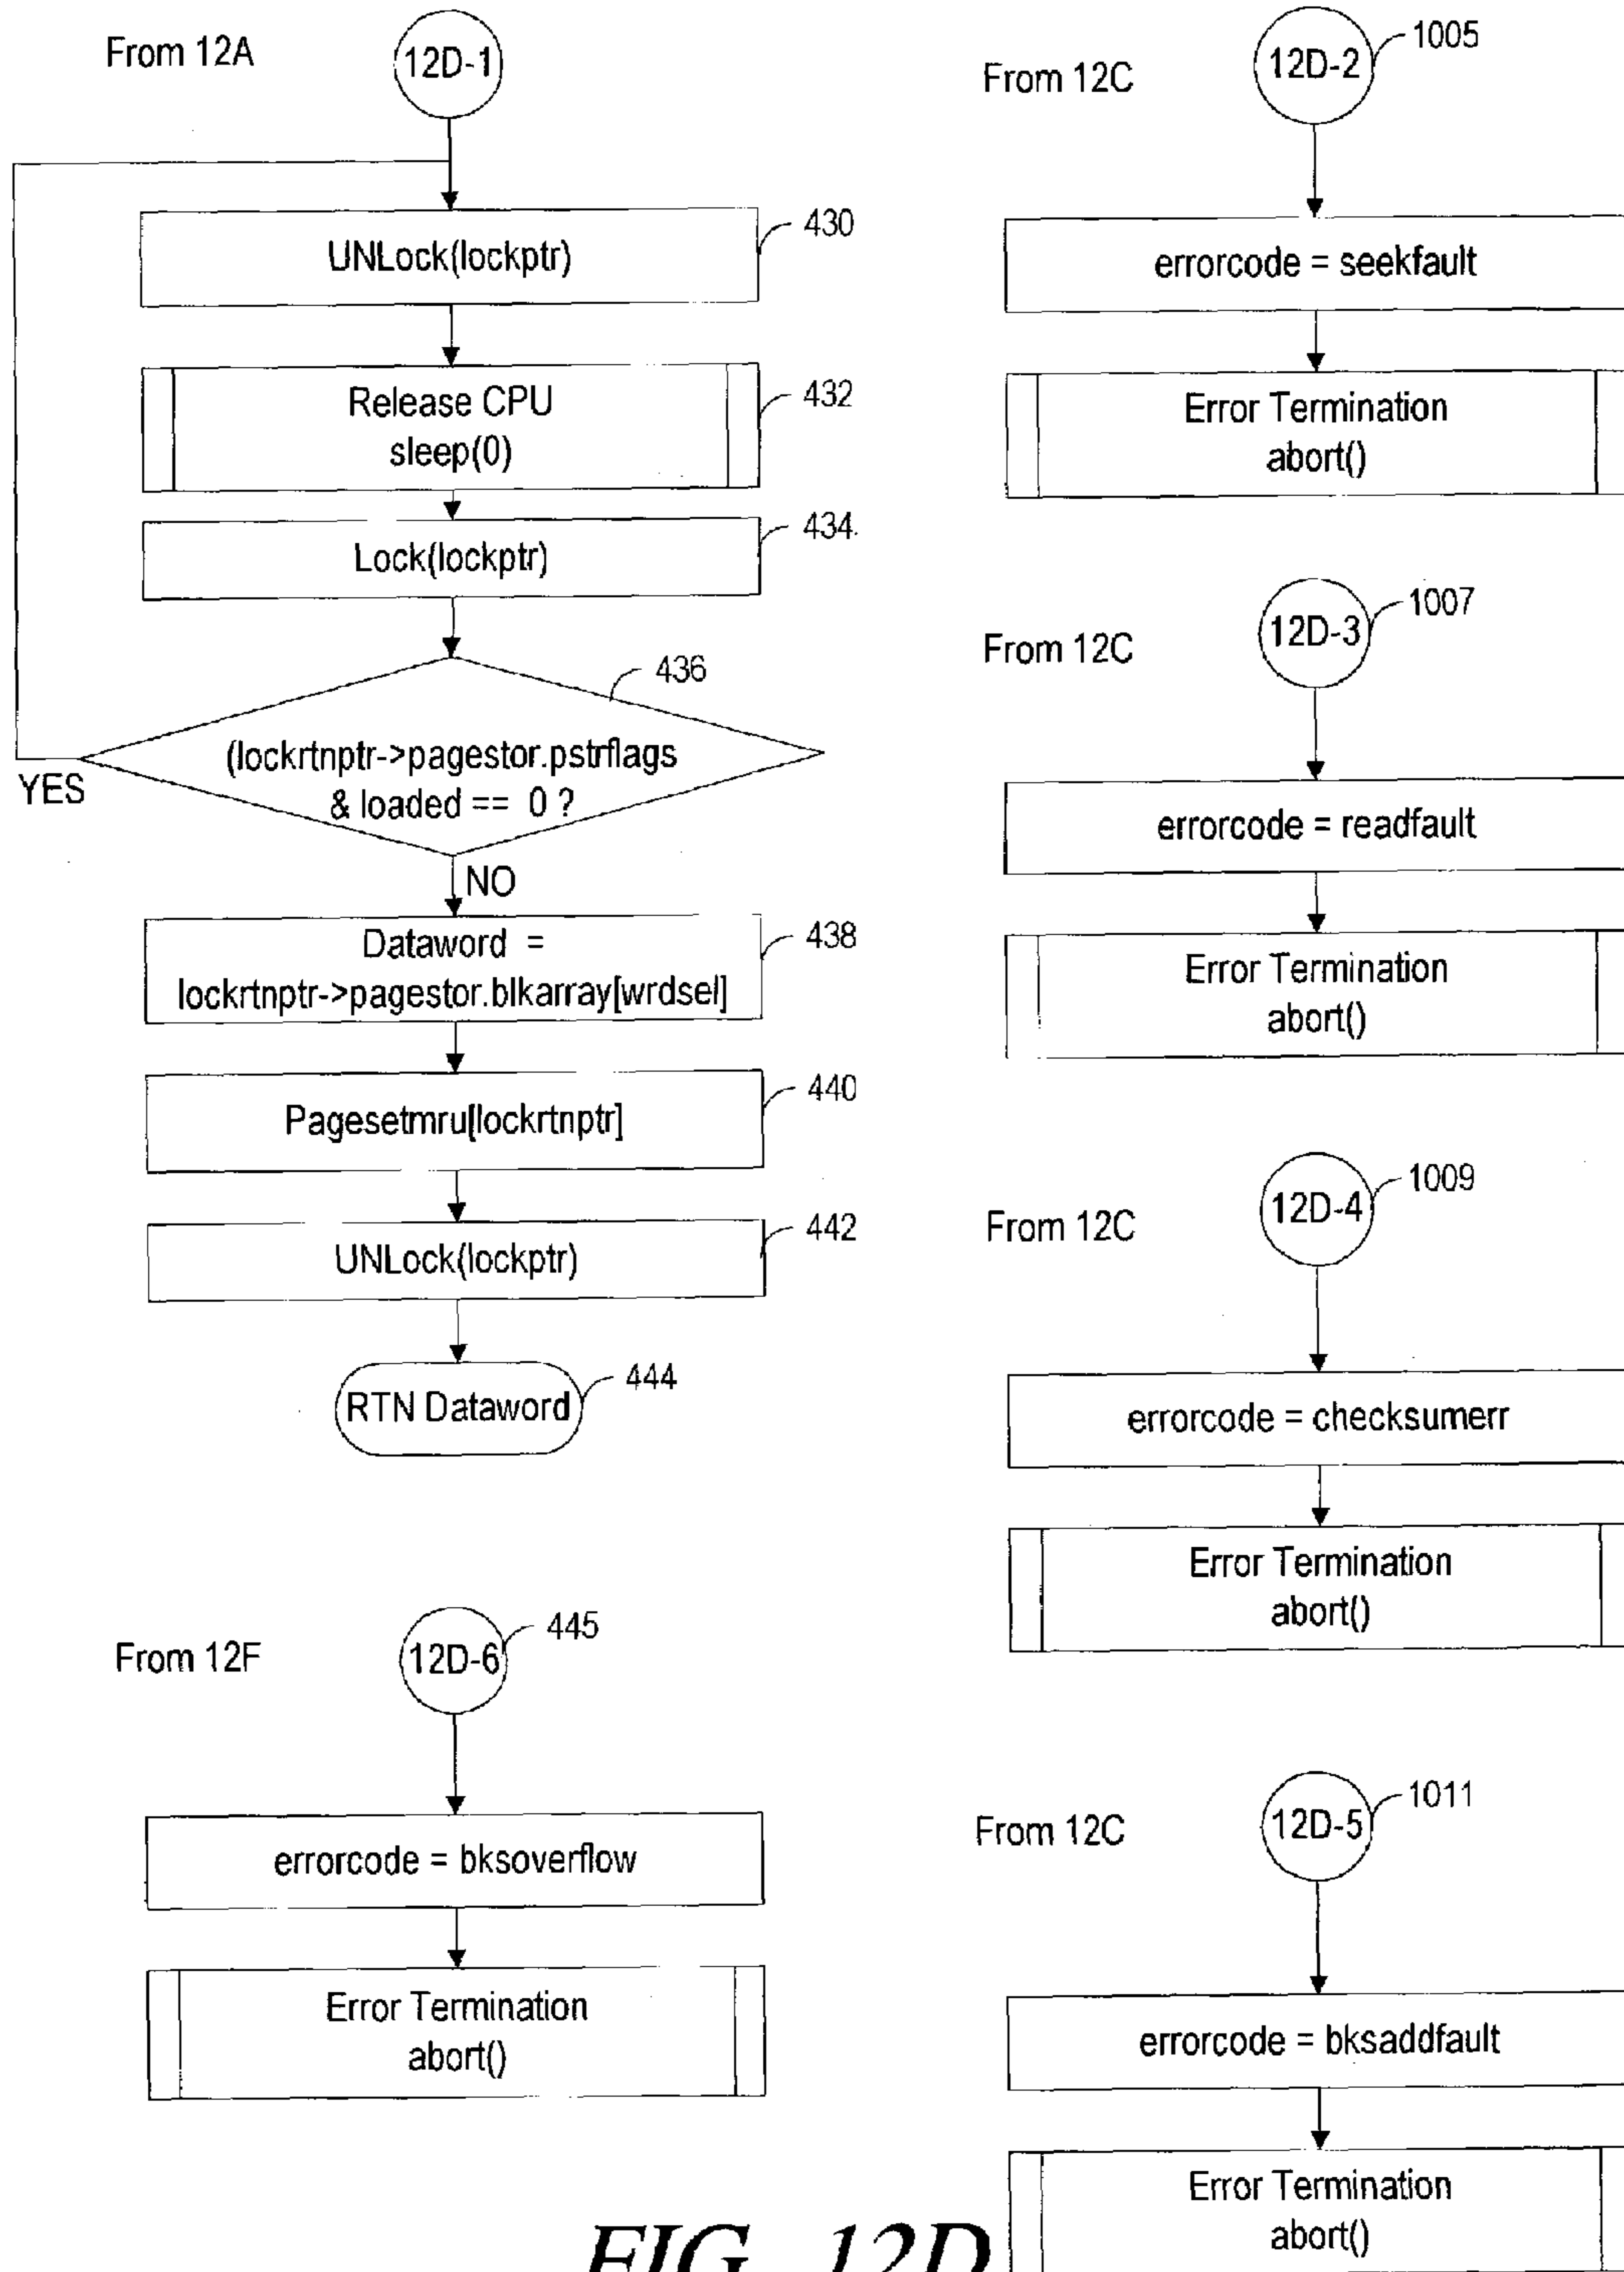 From 12A
12D-1
430
UNLock(lockptr)
432
Release CPU
sleep(0)
434
Lock(lockptr)
436
(lockrtnptr->pagestor.pstrflags
& loaded == 0 ?
YES
NO
438
Dataword =
lockrtnptr->pagestor.blkarray[wrdsel]
440
Pagesetmru[lockrtnptr]
442
UNLock(lockptr)
444
RTN Dataword
From 12F
12D-6
445
errorcode = bksoverflow
Error Termination
abort()
From 12C
12D-2
1005
errorcode = seekfault
Error Termination
abort()
From 12C
12D-3
1007
errorcode = readfault
Error Termination
abort()
From 12C
12D-4
1009
errorcode = checksumerr
Error Termination
abort()
From 12C
12D-5
1011
errorcode = bksaddfault
Error Termination
abort()
FIG. 12D